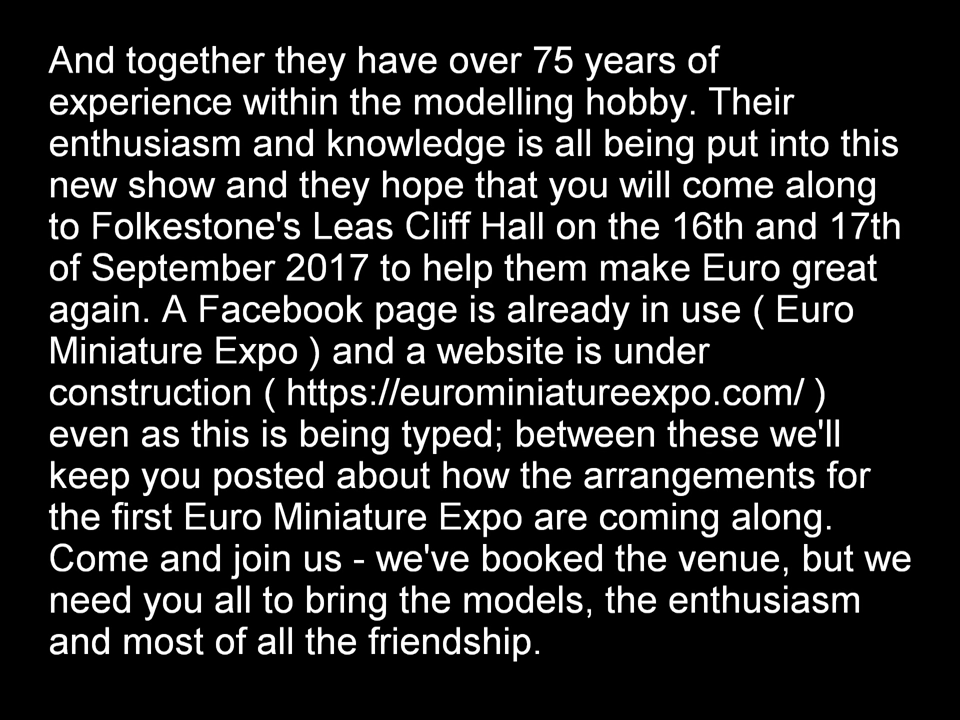 And together they have over 75 years of
experience within the modelling hobby. Their
enthusiasm and knowledge is all being put into this
new show and they hope that you will come along
to Folkestone's Leas Cliff Hall on the 16th and 17th
of September 2017 to help them make Euro great
again. A Facebook page is already in use ( Euro
Miniature Expo ) and a website is under
construction ( https://eurominiatureexpo.com/ )
even as this is being typed; between these we'll
keep you posted about how the arrangements for
the first Euro Miniature Expo are coming along.
Come and join us - we've booked the venue, but we
need you all to bring the models, the enthusiasm
and most of all the friendship.